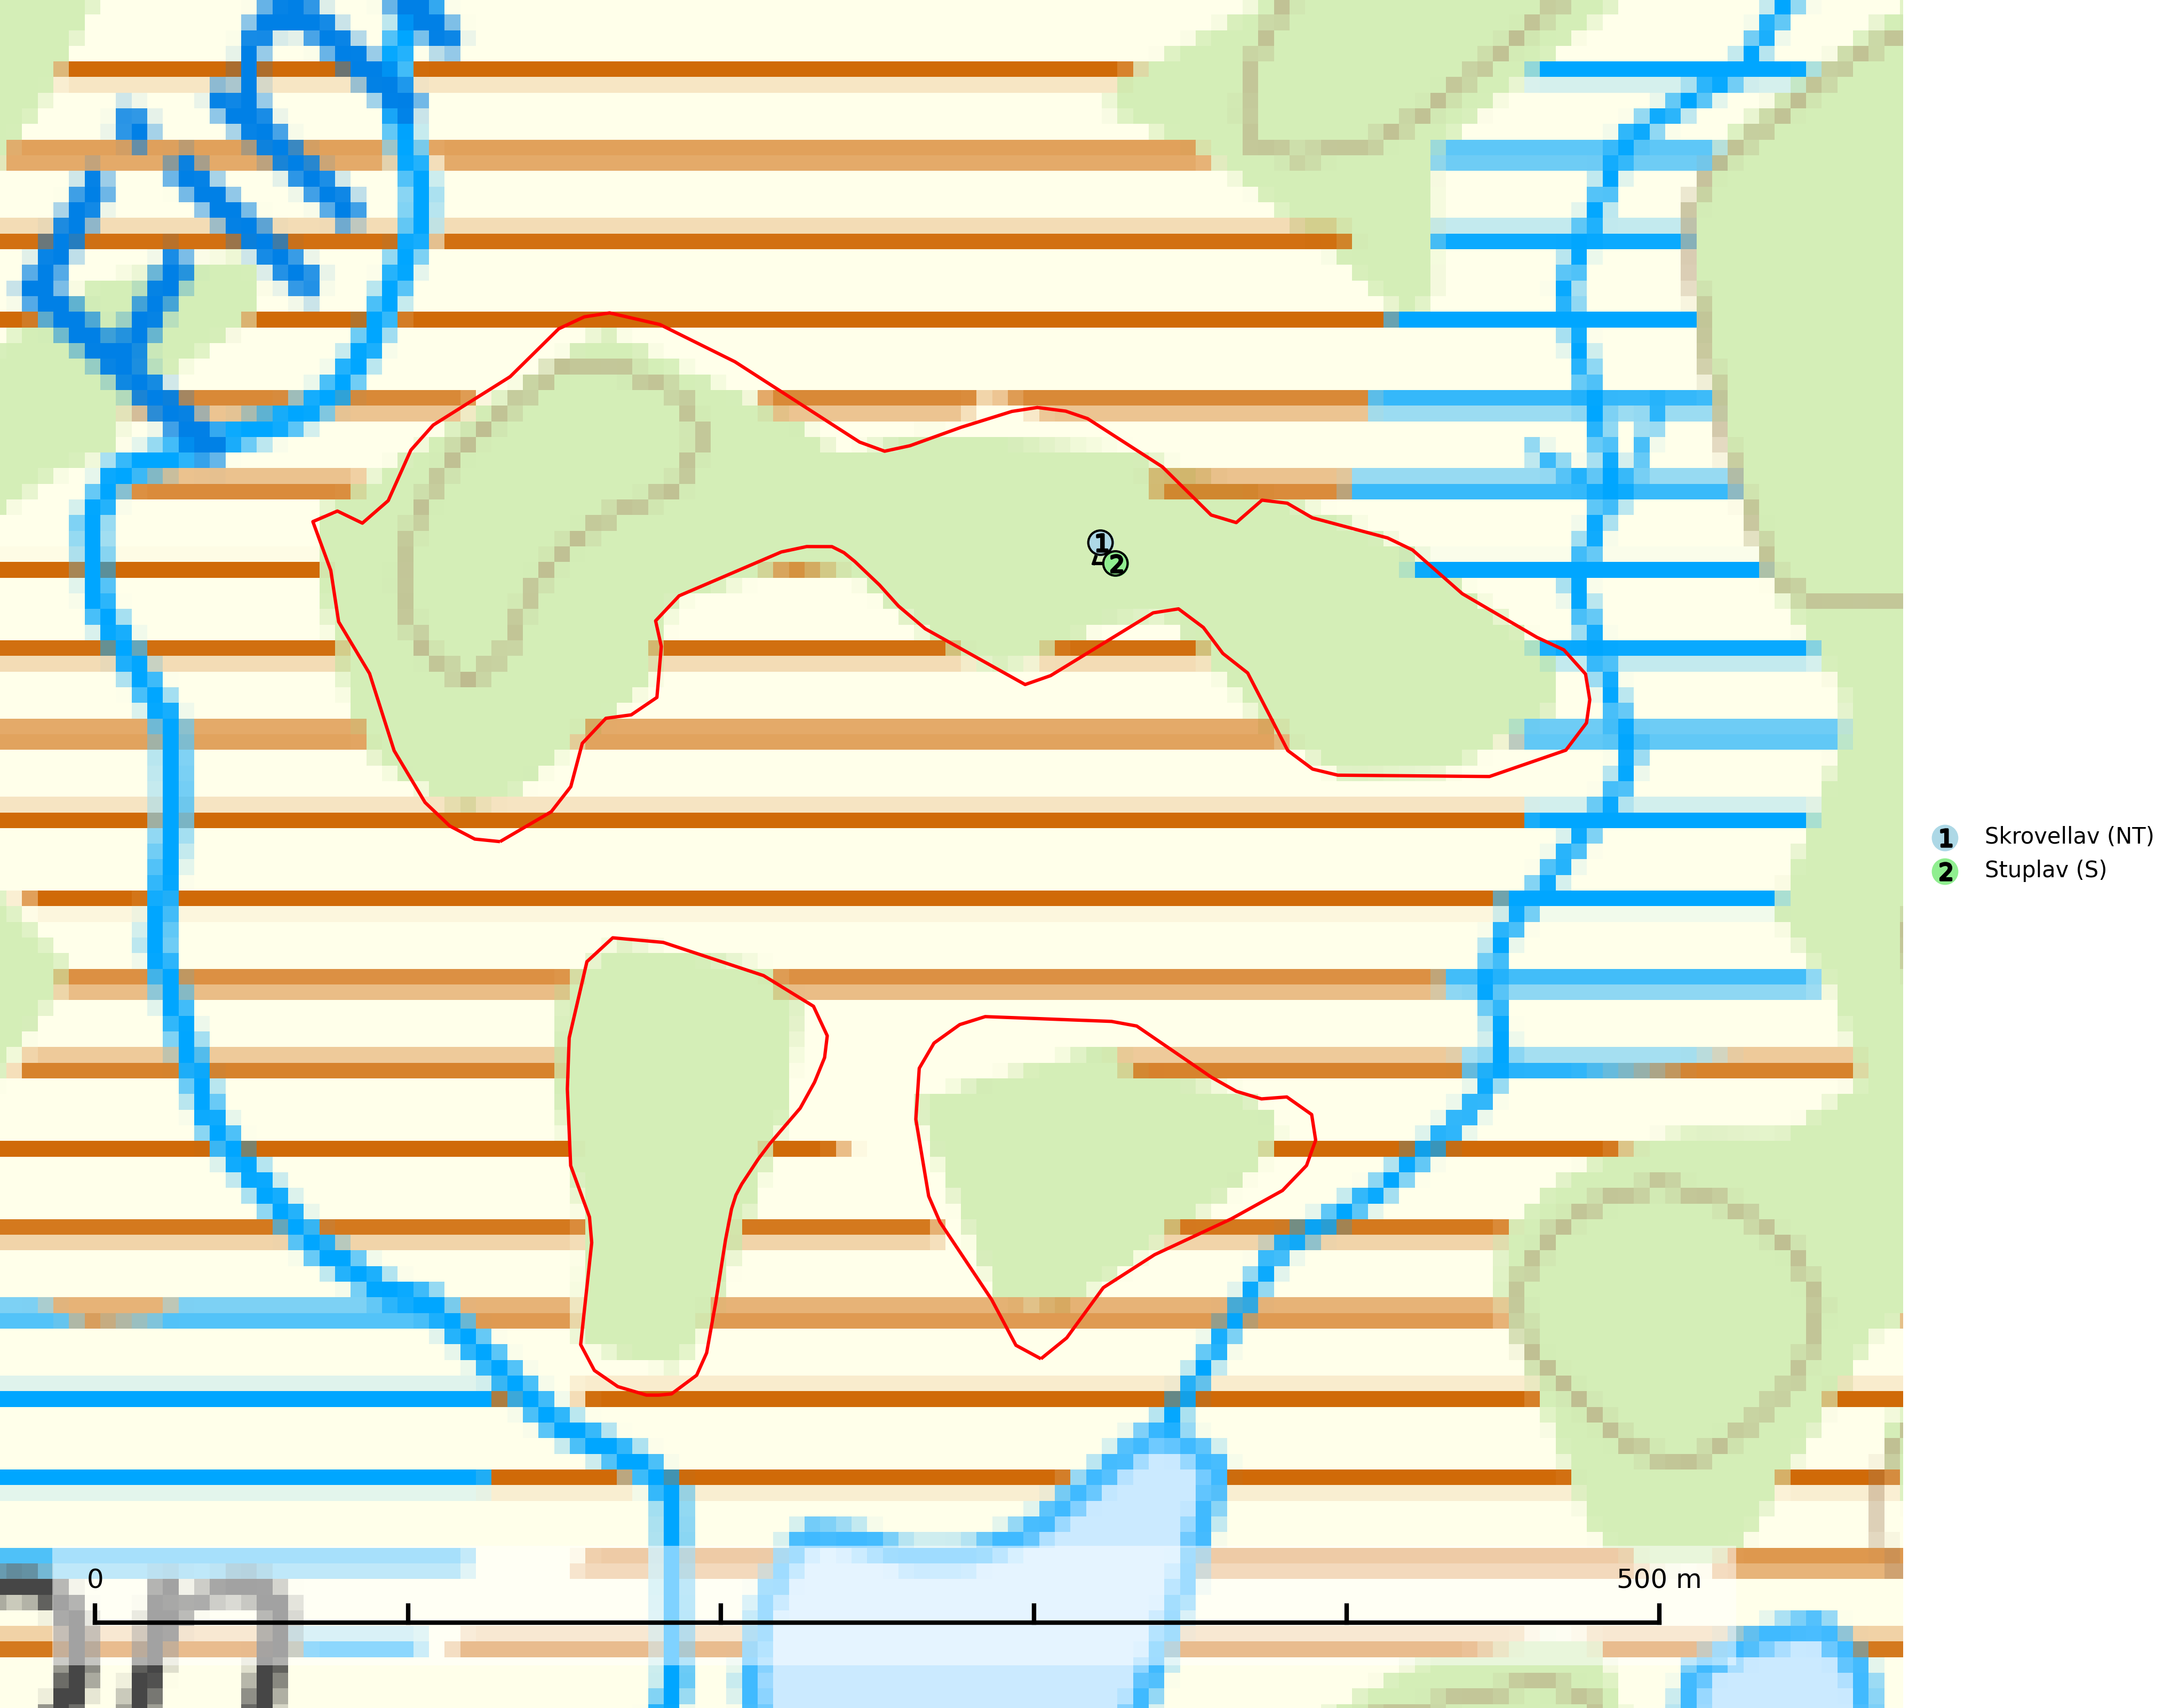 1
2
1 Skrovellav (NT)
2 Stuplav (S)
0 500 m